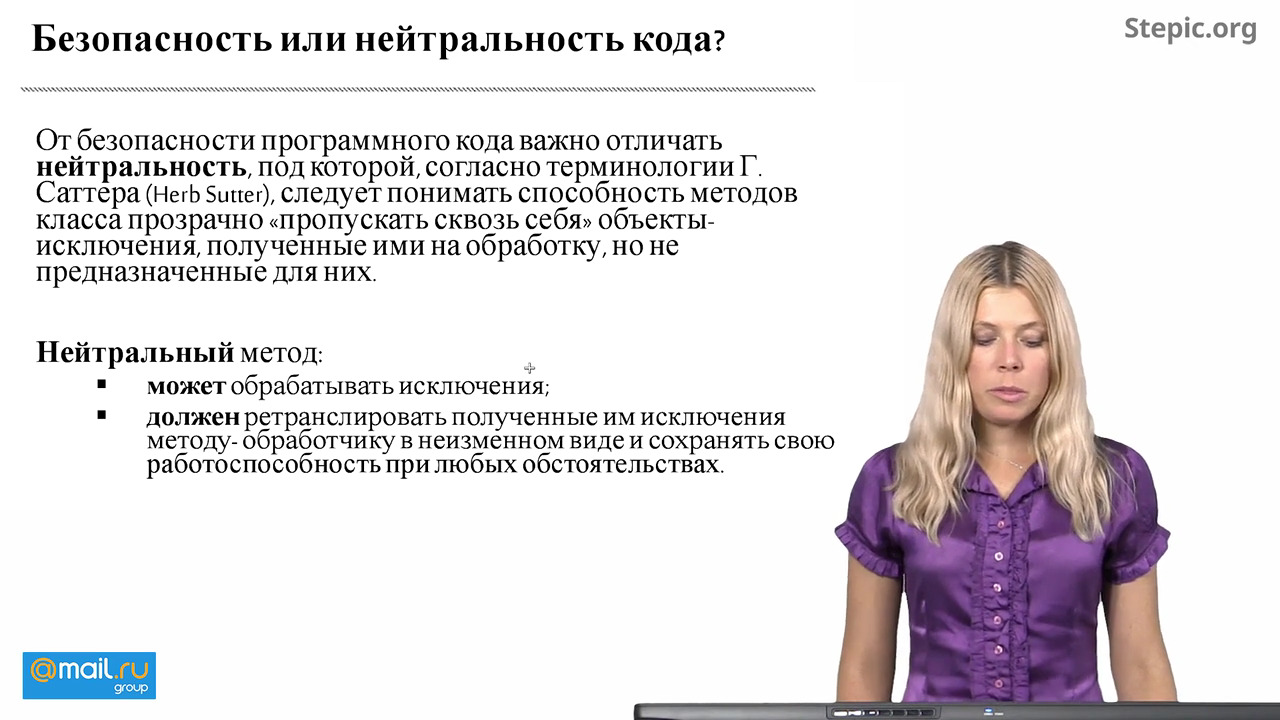 Безопасность или нейтральность кода?
Stepic.org
От безопасности программного кода важно отличать
нейтральность, под которой, согласно терминологии Г.
Саттера (Herb Sutter), следует понимать способность методов
класса прозрачно «пропускать сквозь себя» объекты-
исключения, полученные ими на обработку, но не
предназначенные для них.
Нейтральный метод:
▪ может обрабатывать исключения;
▪ должен ретранслировать полученные им исключения
методу- обработчику в неизменном виде и сохранять свою
работоспособность при любых обстоятельствах.
@mail.ru
group